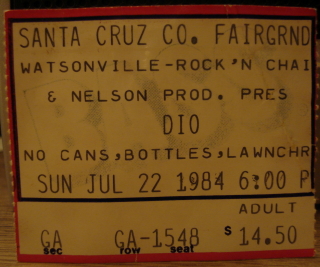 SANTA CRUZ CO. FAIRGRND
WATSONVILLE-ROCK'N CHAI
& NELSON PROD. PRES
DIO
NO CANS,BOTTLES,LAWNCHR
SUN JUL 22 1984 6:00 P
ADULT
GA GA-1548 $14.50
sec row seat